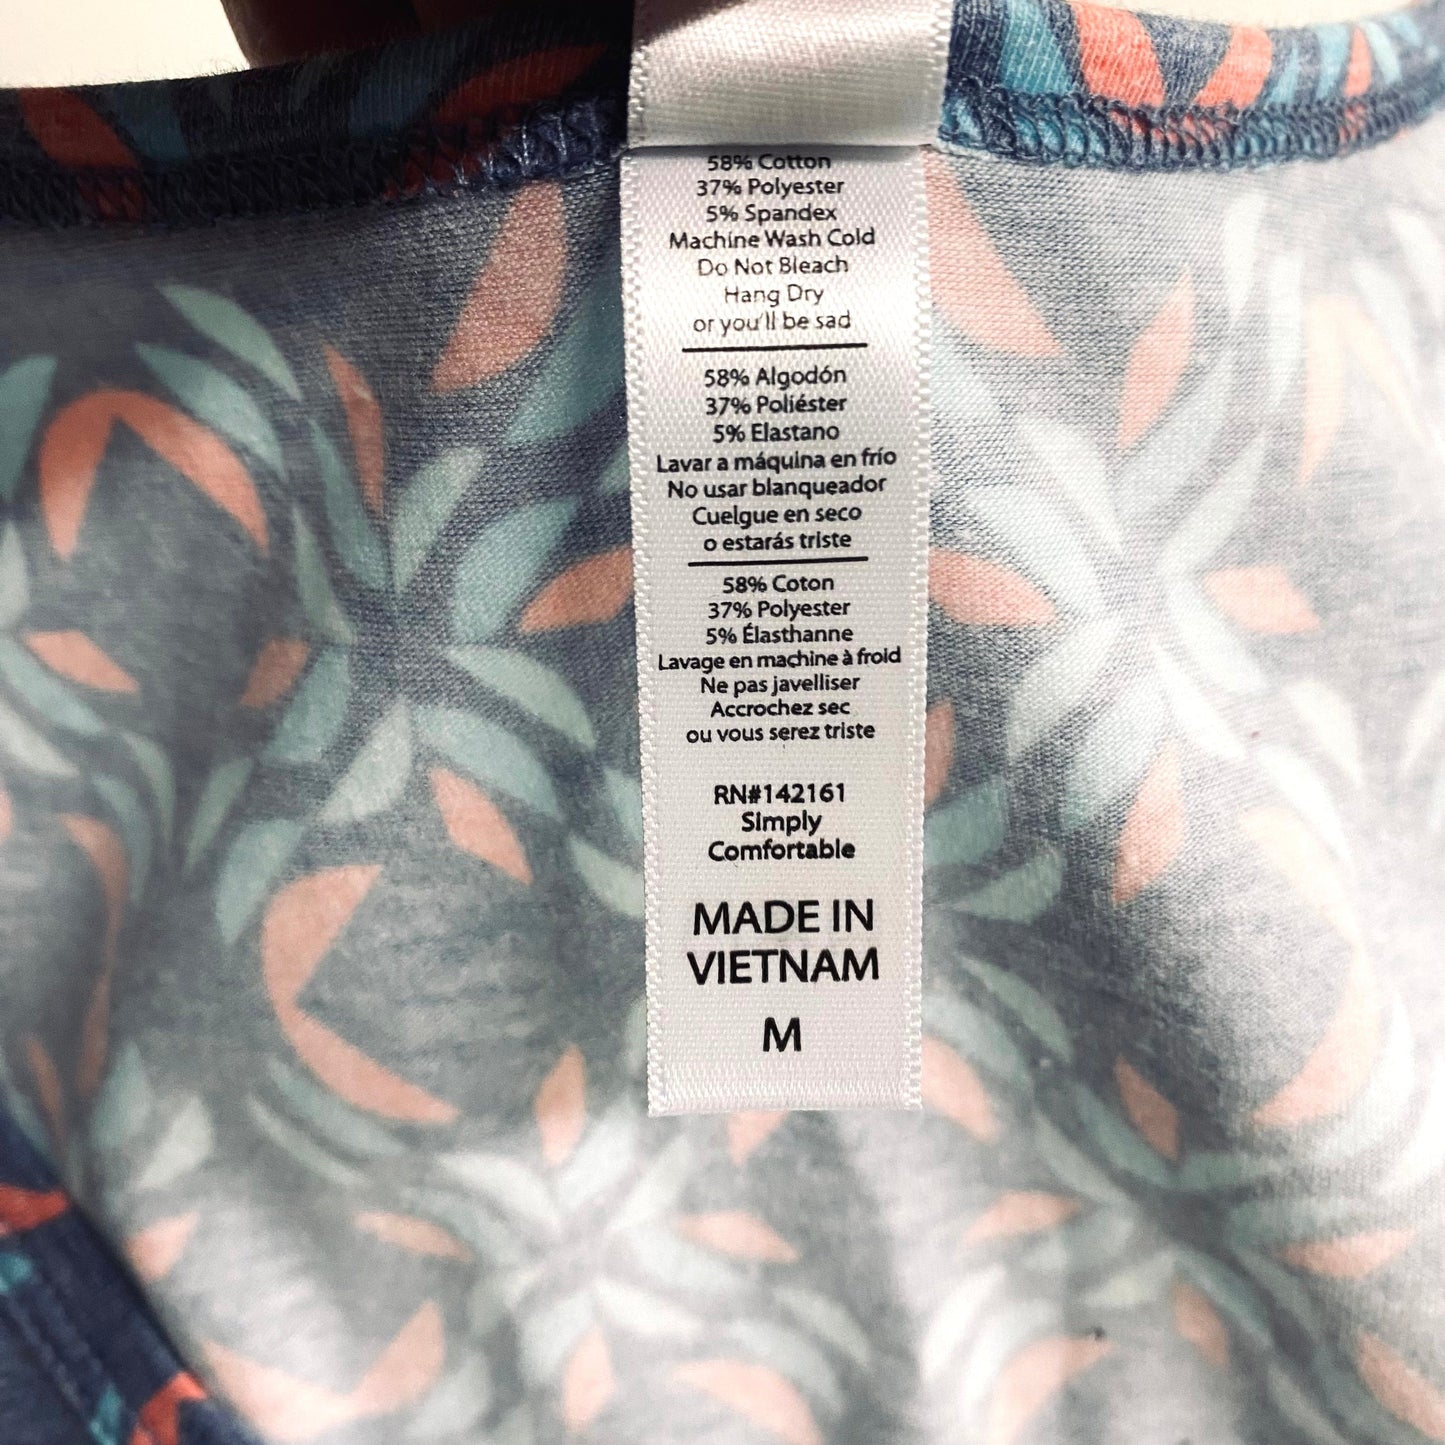 58% Cotton
37% Polyester
5% Spandex
Machine Wash Cold
Do Not Bleach
Hang Dry
or you'll be sad
58% Algodón
37% Poliéster
5% Elastano
Lavar a máquina en frío
No usar blanqueador
Cuelgue en seco
o estarás triste
58% Coton
37% Polyester
5% Élasthanne
Lavage en machine à froid
Ne pas javelliser
Accrochez sec
ou vous serez triste
RN#142161
Simply
Comfortable
MADE IN
VIETNAM
M